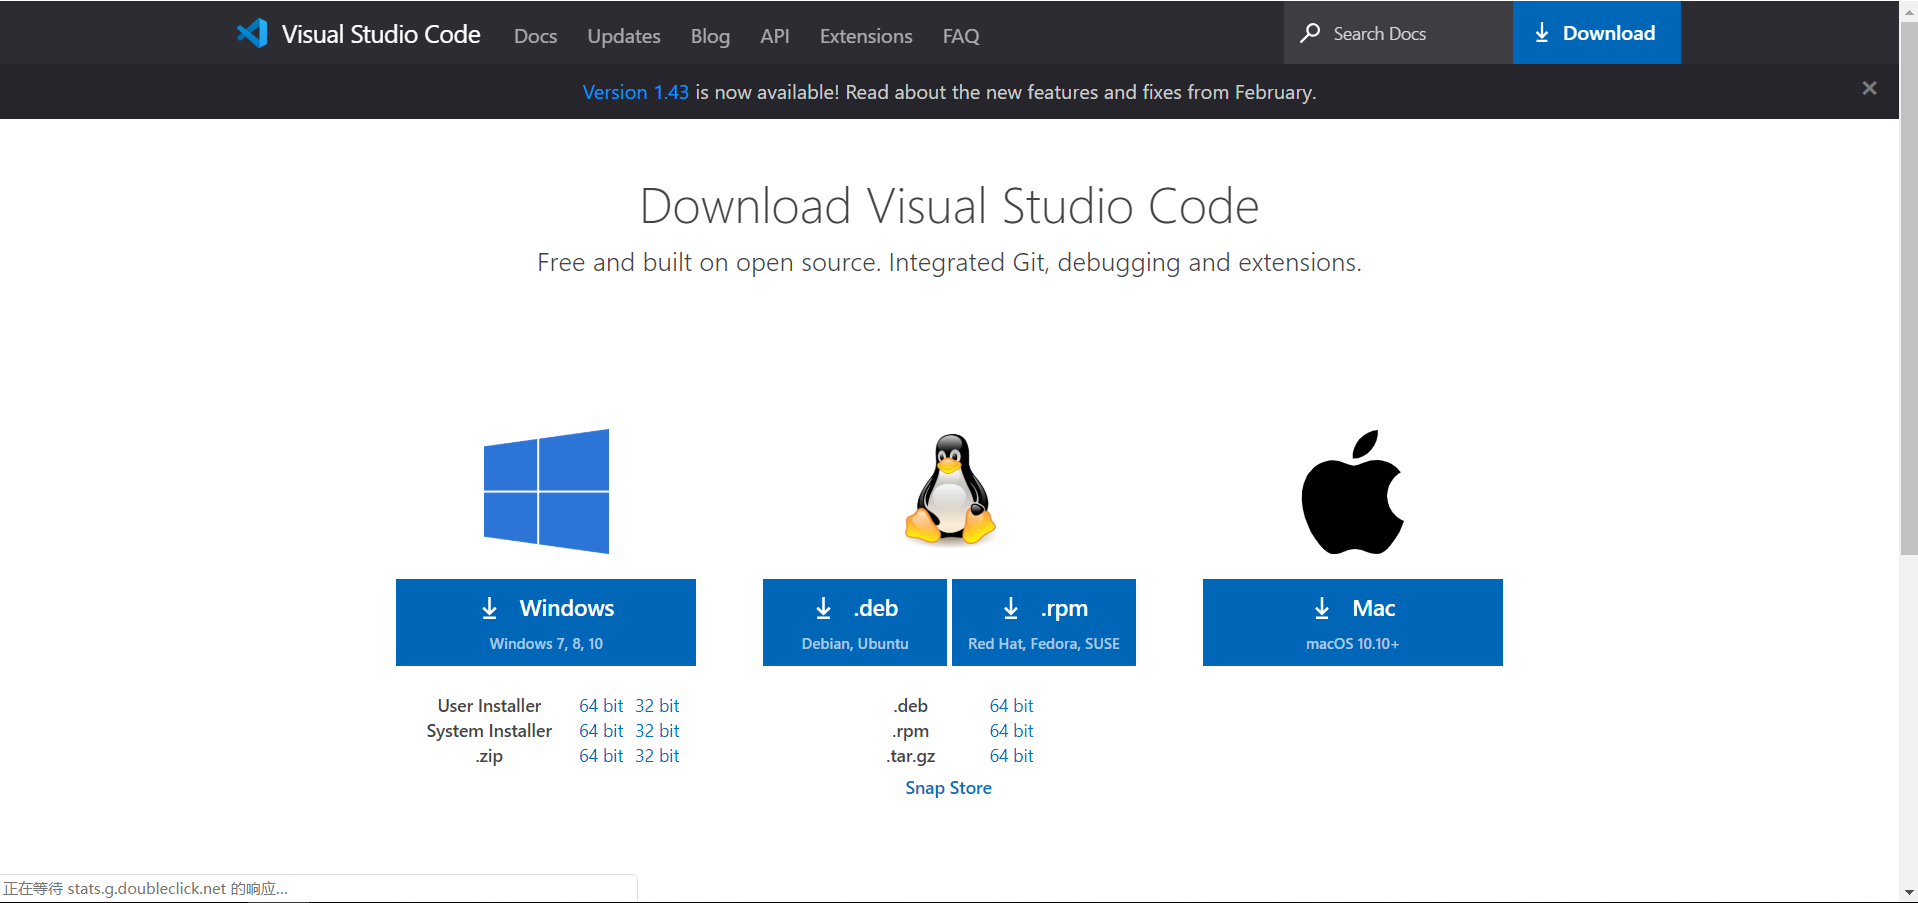 Visual Studio Code Docs Updates Blog API Extensions FAQ Search Docs Download
Version 1.43 is now available! Read about the new features and fixes from February.
Download Visual Studio Code
Free and built on open source. Integrated Git, debugging and extensions.
Windows
Windows 7, 8, 10
.deb
Debian, Ubuntu
.rpm
Red Hat, Fedora, SUSE
Mac
macOS 10.10+
User Installer 64 bit 32 bit
System Installer 64 bit 32 bit
.zip 64 bit 32 bit
.deb 64 bit
.rpm 64 bit
.tar.gz 64 bit
Snap Store
正在等待 stats.g.doubleclick.net 的响应...